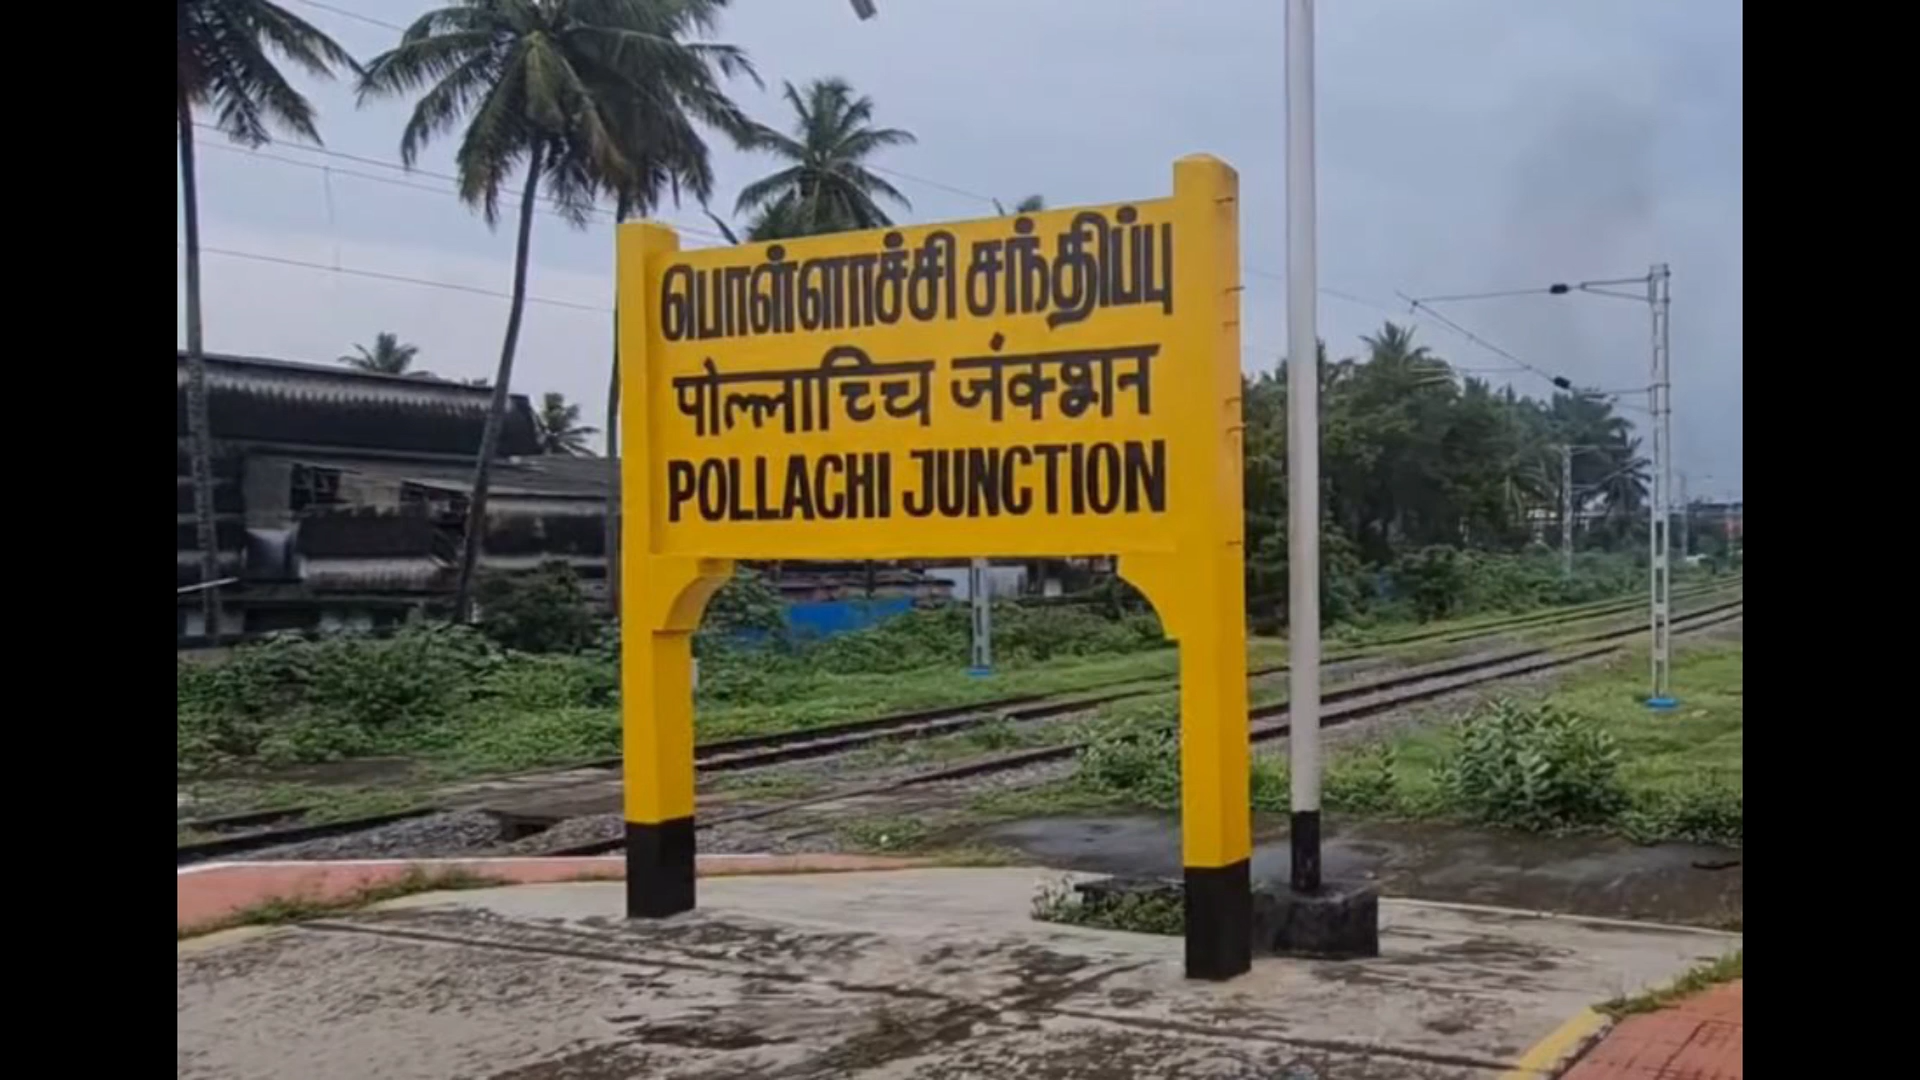 பொள்ளாச்சி சந்திப்பு
पोल्लाच्चि जंक्शन
POLLACHI JUNCTION